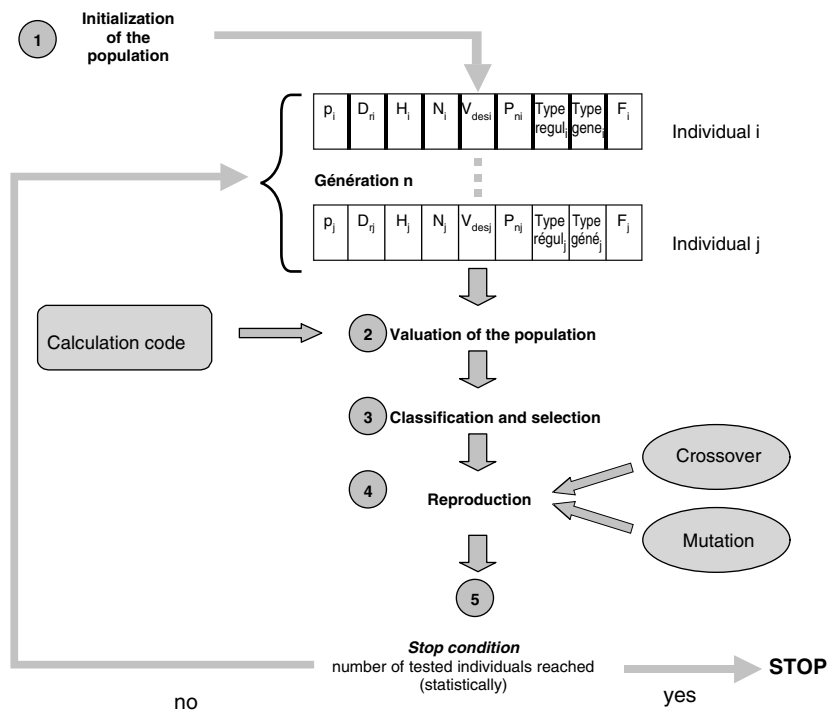 1
Initialization
of the
population
p_i D_ri H_i N_i V_desi P_ni Type regul_i Type gene_i F_i
Individual i
Génération n
p_j D_rj H_j N_j V_desj P_nj Type régul_j Type géné_j F_j
Individual j
Calculation code
2 Valuation of the population
3 Classification and selection
Crossover
4 Reproduction
Mutation
5
Stop condition
number of tested individuals reached
(statistically)
STOP
no
yes